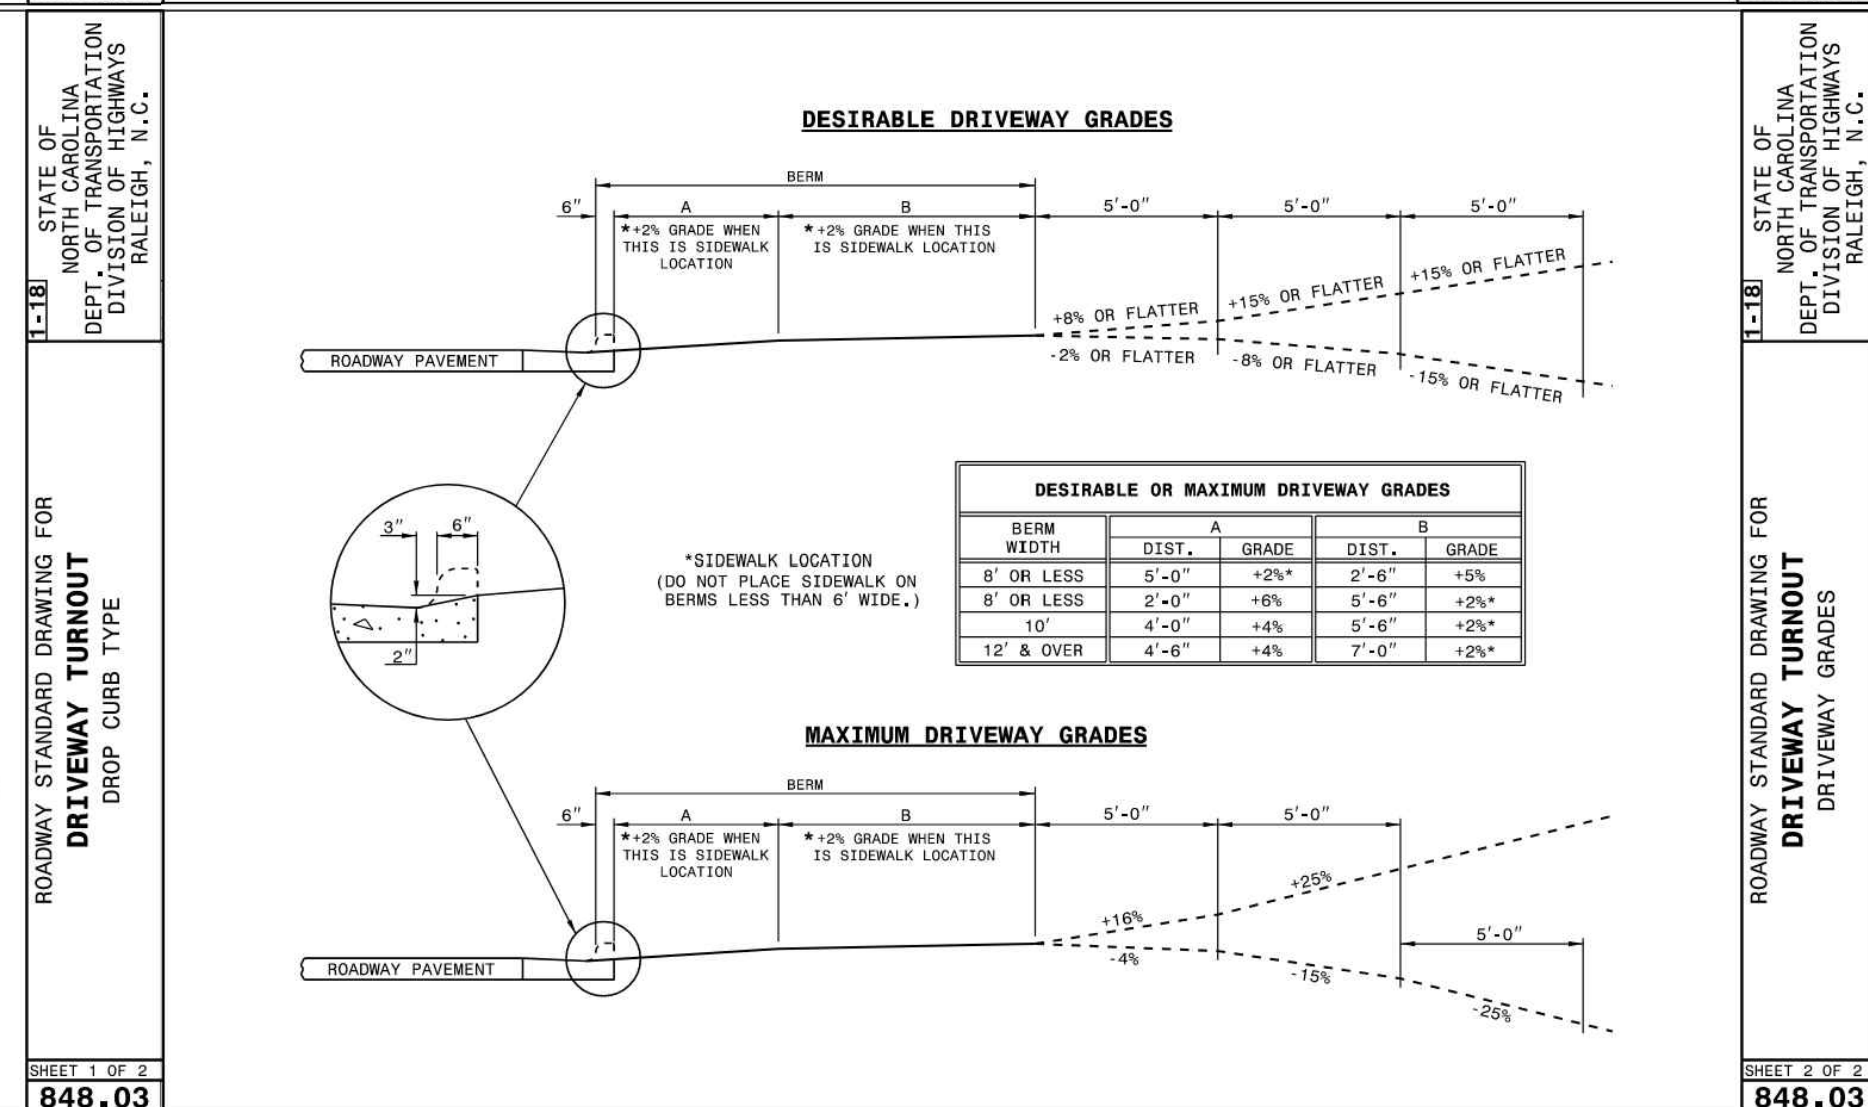 STATE OF
NORTH CAROLINA
DEPT. OF TRANSPORTATION
DIVISION OF HIGHWAYS
RALEIGH, N.C.
1-18
ROADWAY STANDARD DRAWING FOR
DRIVEWAY TURNOUT
DROP CURB TYPE
SHEET 1 OF 2
848.03
DESIRABLE DRIVEWAY GRADES
BERM
6" A B 5'-0" 5'-0" 5'-0"
*+2% GRADE WHEN
THIS IS SIDEWALK
LOCATION
*+2% GRADE WHEN THIS
IS SIDEWALK LOCATION
+8% OR FLATTER
+15% OR FLATTER
+15% OR FLATTER
-2% OR FLATTER
-8% OR FLATTER
-15% OR FLATTER
ROADWAY PAVEMENT
3" 6"
2"
*SIDEWALK LOCATION
(DO NOT PLACE SIDEWALK ON
BERMS LESS THAN 6' WIDE.)
DESIRABLE OR MAXIMUM DRIVEWAY GRADES
BERM WIDTH A B
DIST. GRADE DIST. GRADE
8' OR LESS 5'-0" +2%* 2'-6" +5%
8' OR LESS 2'-0" +6% 5'-6" +2%*
10' 4'-0" +4% 5'-6" +2%*
12' & OVER 4'-6" +4% 7'-0" +2%*
MAXIMUM DRIVEWAY GRADES
BERM
6" A B 5'-0" 5'-0"
*+2% GRADE WHEN
THIS IS SIDEWALK
LOCATION
*+2% GRADE WHEN THIS
IS SIDEWALK LOCATION
+16%
+25%
5'-0"
-4%
-15%
-25%
ROADWAY PAVEMENT
STATE OF
NORTH CAROLINA
DEPT. OF TRANSPORTATION
DIVISION OF HIGHWAYS
RALEIGH, N.C.
1-18
ROADWAY STANDARD DRAWING FOR
DRIVEWAY TURNOUT
DRIVEWAY GRADES
SHEET 2 OF 2
848.03